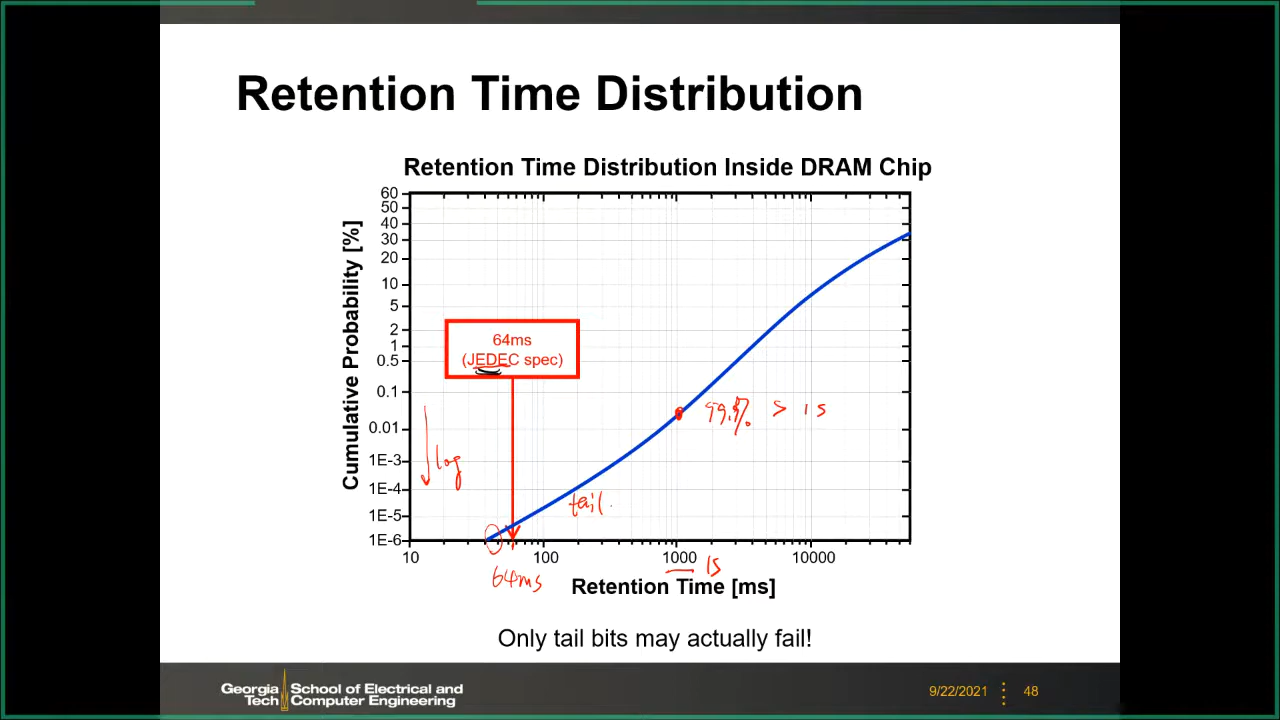 Retention Time Distribution
Retention Time Distribution Inside DRAM Chip
Cumulative Probability [%]
60
50
40
30
20
10
5
2
1
0.5
0.1
0.01
1E-3
1E-4
1E-5
1E-6
64ms
(JEDEC spec)
99.9% > 1s
log
tail
10
100
1000
10000
64ms
1s
Retention Time [ms]
Only tail bits may actually fail!
Georgia Tech
School of Electrical and Computer Engineering
9/22/2021
48